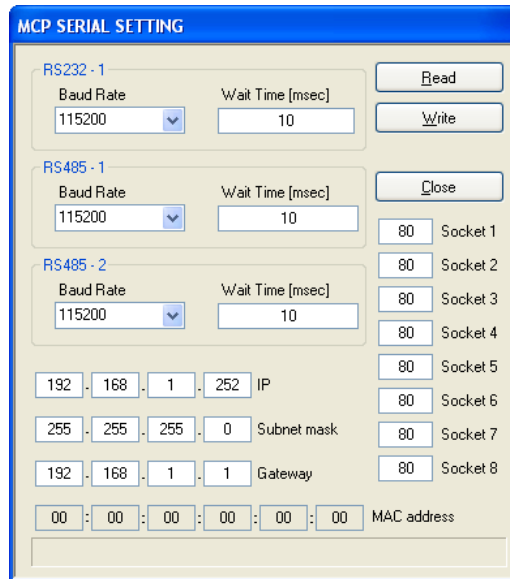 MCP SERIAL SETTING
RS232 - 1
Baud Rate Wait Time [msec]
115200 10
Read
Write
RS485 - 1
Baud Rate Wait Time [msec]
115200 10
Close
RS485 - 2
Baud Rate Wait Time [msec]
115200 10
80 Socket 1
80 Socket 2
80 Socket 3
80 Socket 4
80 Socket 5
80 Socket 6
80 Socket 7
80 Socket 8
192 . 168 . 1 . 252 IP
255 . 255 . 255 . 0 Subnet mask
192 . 168 . 1 . 1 Gateway
00 : 00 : 00 : 00 : 00 : 00 MAC address